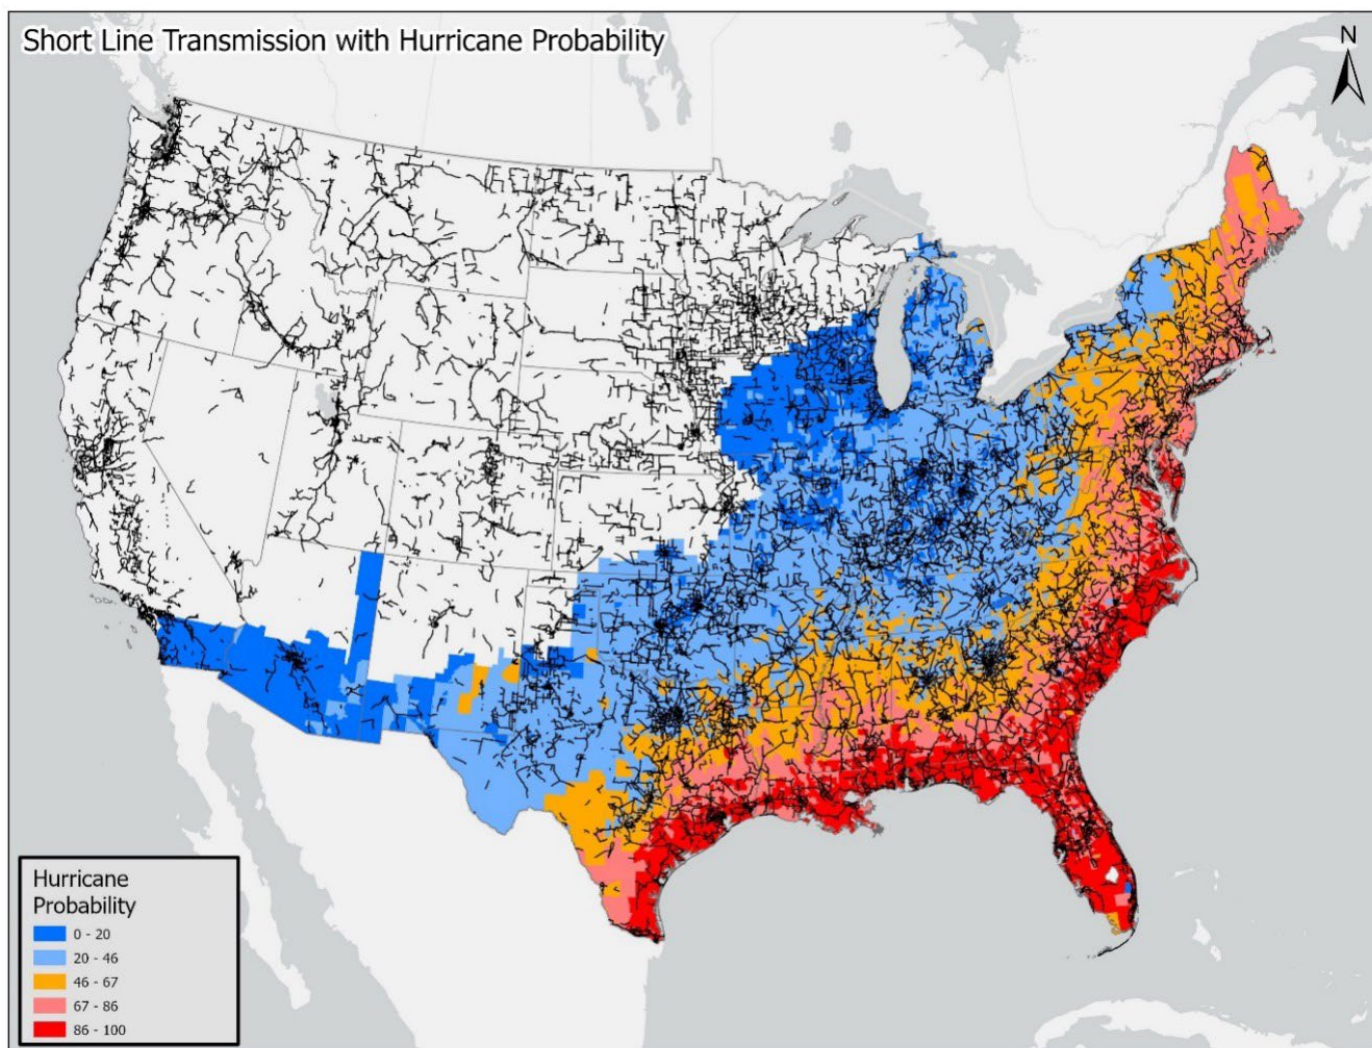 Short Line Transmission with Hurricane Probability
N
Hurricane
Probability
0 - 20
20 - 46
46 - 67
67 - 86
86 - 100